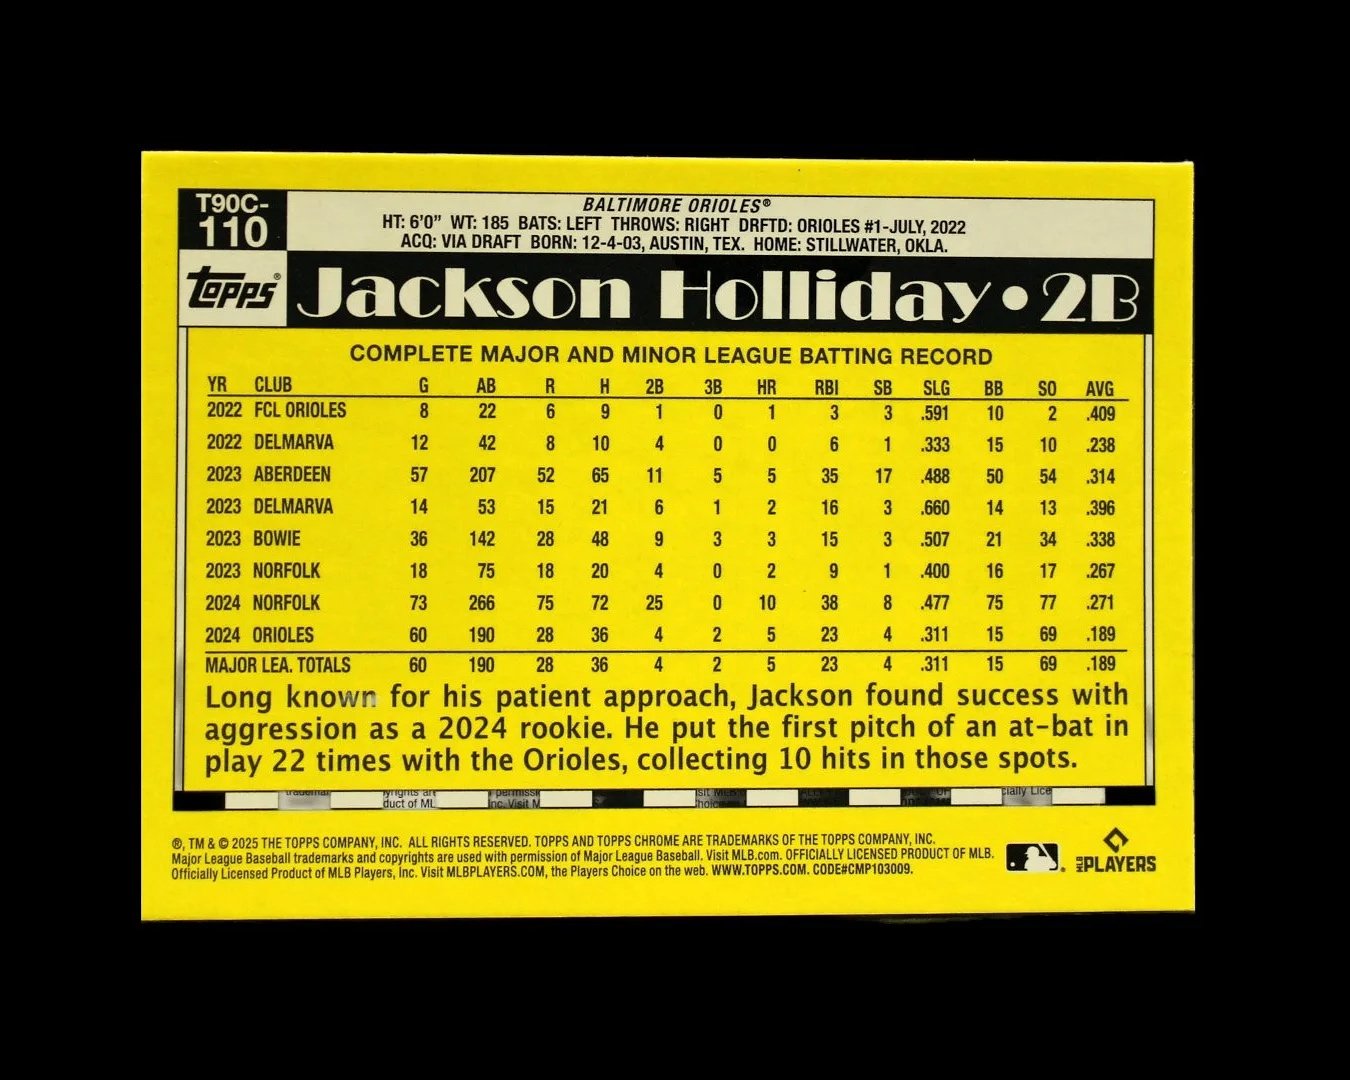 T90C-
110
BALTIMORE ORIOLES®
HT: 6'0" WT: 185 BATS: LEFT THROWS: RIGHT DRFTD: ORIOLES #1-JULY, 2022
ACQ: VIA DRAFT BORN: 12-4-03, AUSTIN, TEX. HOME: STILLWATER, OKLA.
topps®
Jackson Holliday • 2B
COMPLETE MAJOR AND MINOR LEAGUE BATTING RECORD
YR CLUB G AB R H 2B 3B HR RBI SB SLG BB SO AVG
2022 FCL ORIOLES 8 22 6 9 1 0 1 3 3 .591 10 2 .409
2022 DELMARVA 12 42 8 10 4 0 0 6 1 .333 15 10 .238
2023 ABERDEEN 57 207 52 65 11 5 5 35 17 .488 50 54 .314
2023 DELMARVA 14 53 15 21 6 1 2 16 3 .660 14 13 .396
2023 BOWIE 36 142 28 48 9 3 3 15 3 .507 21 34 .338
2023 NORFOLK 18 75 18 20 4 0 2 9 1 .400 16 17 .267
2024 NORFOLK 73 266 75 72 25 0 10 38 8 .477 75 77 .271
2024 ORIOLES 60 190 28 36 4 2 5 23 4 .311 15 69 .189
MAJOR LEA. TOTALS 60 190 28 36 4 2 5 23 4 .311 15 69 .189
Long known for his patient approach, Jackson found success with
aggression as a 2024 rookie. He put the first pitch of an at-bat in
play 22 times with the Orioles, collecting 10 hits in those spots.
®, TM & © 2025 THE TOPPS COMPANY, INC. ALL RIGHTS RESERVED. TOPPS AND TOPPS CHROME ARE TRADEMARKS OF THE TOPPS COMPANY, INC.
Major League Baseball trademarks and copyrights are used with permission of Major League Baseball. Visit MLB.com. OFFICIALLY LICENSED PRODUCT OF MLB.
Officially Licensed Product of MLB Players, Inc. Visit MLBPLAYERS.COM, the Players Choice on the web. WWW.TOPPS.COM. CODE#CMP103009.
MLB PLAYERS